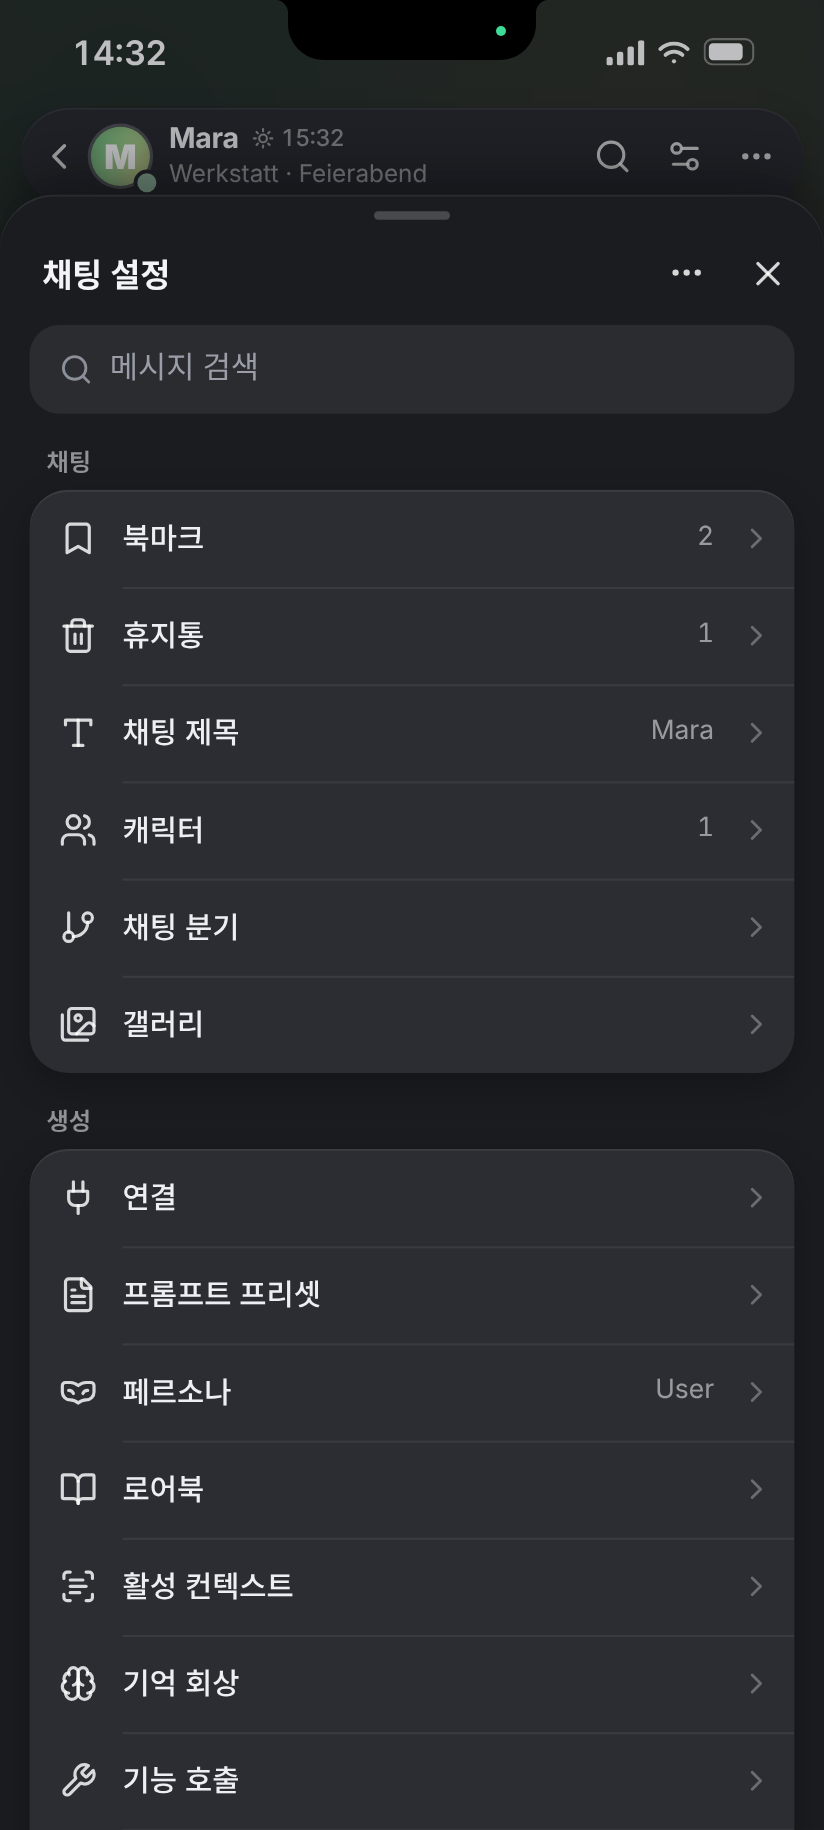 14:32
M
Mara 15:32
Werkstatt · Feierabend
채팅 설정
메시지 검색
채팅
북마크 2
휴지통 1
채팅 제목 Mara
캐릭터 1
채팅 분기
갤러리
생성
연결
프롬프트 프리셋
페르소나 User
로어북
활성 컨텍스트
기억 회상
기능 호출